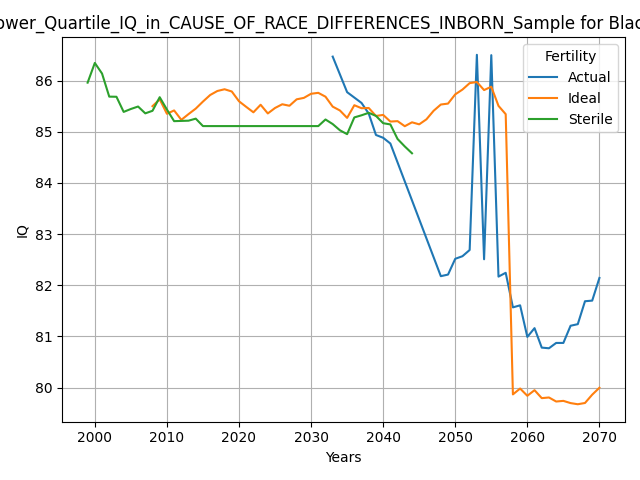 ower_Quartile_IQ_in_CAUSE_OF_RACE_DIFFERENCES_INBORN_Sample for Blac
Fertility
Actual
Ideal
Sterile
86
85
84
83
82
81
80
IQ
2000 2010 2020 2030 2040 2050 2060 2070
Years